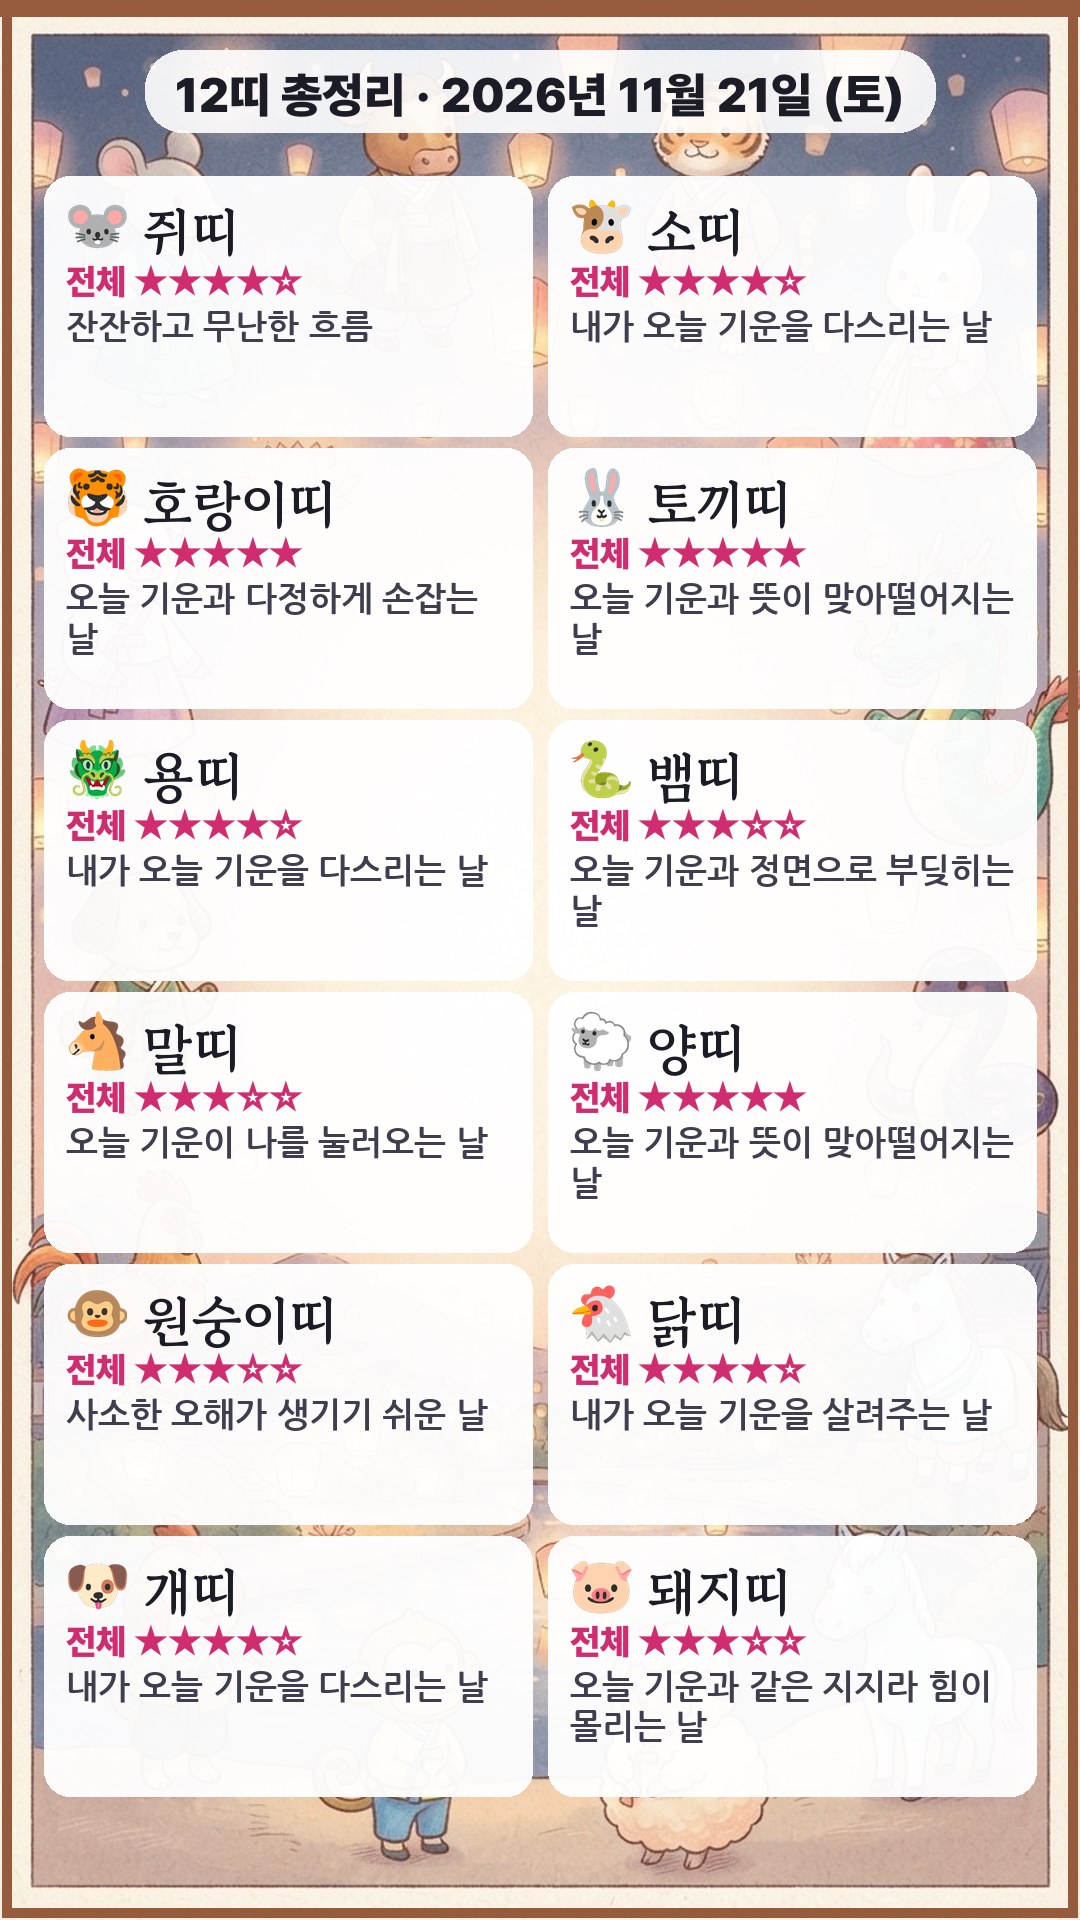 12띠 총정리 · 2026년 11월 21일 (토)
쥐띠
전체 ★★★★☆
잔잔하고 무난한 흐름
소띠
전체 ★★★★☆
내가 오늘 기운을 다스리는 날
호랑이띠
전체 ★★★★★
오늘 기운과 다정하게 손잡는
날
토끼띠
전체 ★★★★★
오늘 기운과 뜻이 맞아떨어지는
날
용띠
전체 ★★★★☆
내가 오늘 기운을 다스리는 날
뱀띠
전체 ★★★☆☆
오늘 기운과 정면으로 부딪히는
날
말띠
전체 ★★★☆☆
오늘 기운이 나를 눌러오는 날
양띠
전체 ★★★★★
오늘 기운과 뜻이 맞아떨어지는
날
원숭이띠
전체 ★★★☆☆
사소한 오해가 생기기 쉬운 날
닭띠
전체 ★★★★☆
내가 오늘 기운을 살려주는 날
개띠
전체 ★★★★☆
내가 오늘 기운을 다스리는 날
돼지띠
전체 ★★★☆☆
오늘 기운과 같은 지지라 힘이
몰리는 날